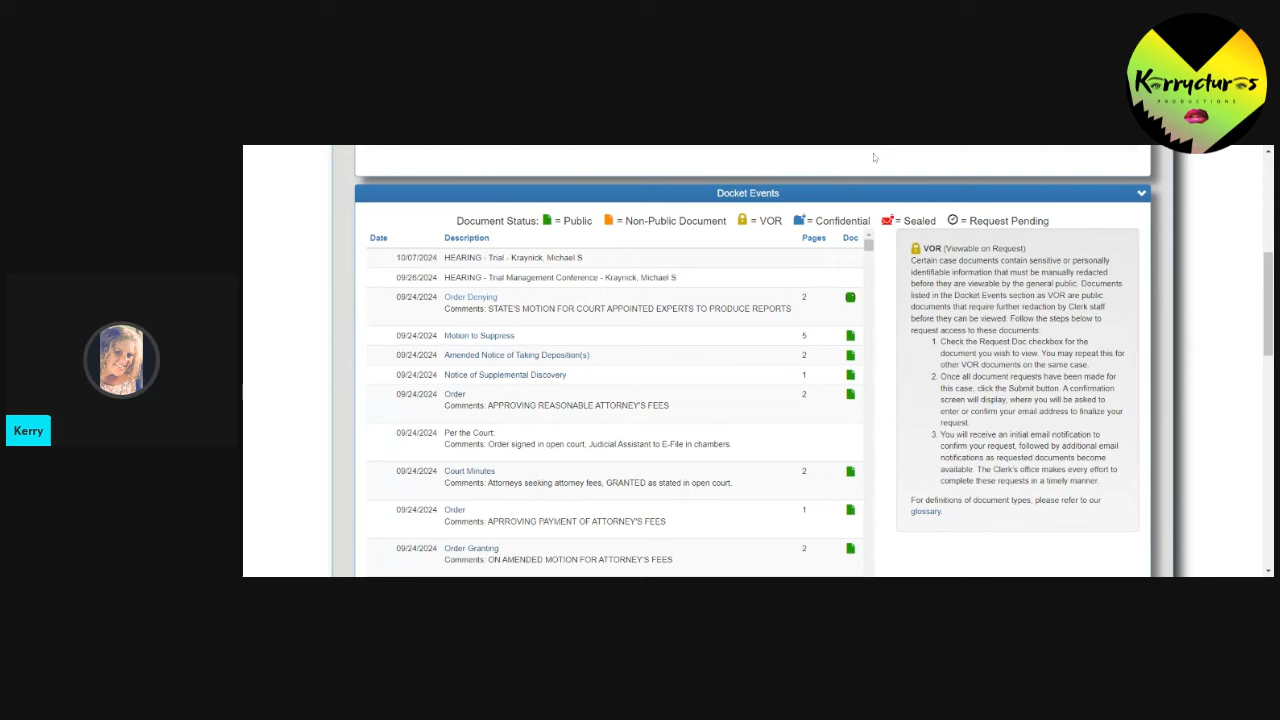 Kerryctures
PRODUCTIONS
Docket Events
Document Status: = Public = Non-Public Document = VOR = Confidential = Sealed = Request Pending
Date Description Pages Doc
10/07/2024 HEARING - Trial - Kraynick, Michael S
09/26/2024 HEARING - Trial Management Conference - Kraynick, Michael S
09/24/2024 Order Denying 2
Comments: STATE'S MOTION FOR COURT APPOINTED EXPERTS TO PRODUCE REPORTS
09/24/2024 Motion to Suppress 5
09/24/2024 Amended Notice of Taking Deposition(s) 2
09/24/2024 Notice of Supplemental Discovery 1
09/24/2024 Order 2
Comments: APPROVING REASONABLE ATTORNEY'S FEES
09/24/2024 Per the Court:
Comments: Order signed in open court, Judicial Assistant to E-File in chambers.
09/24/2024 Court Minutes 2
Comments: Attorneys seeking attorney fees, GRANTED as stated in open court.
09/24/2024 Order 1
Comments: APRROVING PAYMENT OF ATTORNEY'S FEES
09/24/2024 Order Granting 2
Comments: ON AMENDED MOTION FOR ATTORNEY'S FEES
VOR (Viewable on Request)
Certain case documents contain sensitive or personally
identifiable information that must be manually redacted
before they are viewable by the general public. Documents
listed in the Docket Events section as VOR are public
documents that require further redaction by Clerk staff
before they can be viewed. Follow the steps below to
request access to these documents:
1. Check the Request Doc checkbox for the
document you wish to view. You may repeat this for
other VOR documents on the same case.
2. Once all document requests have been made for
this case, click the Submit button. A confirmation
screen will display, where you will be asked to
enter or confirm your email address to finalize your
request.
3. You will receive an initial email notification to
confirm your request, followed by additional email
notifications as requested documents become
available. The Clerk's office makes every effort to
complete these requests in a timely manner.
For definitions of document types, please refer to our
glossary.
Kerry